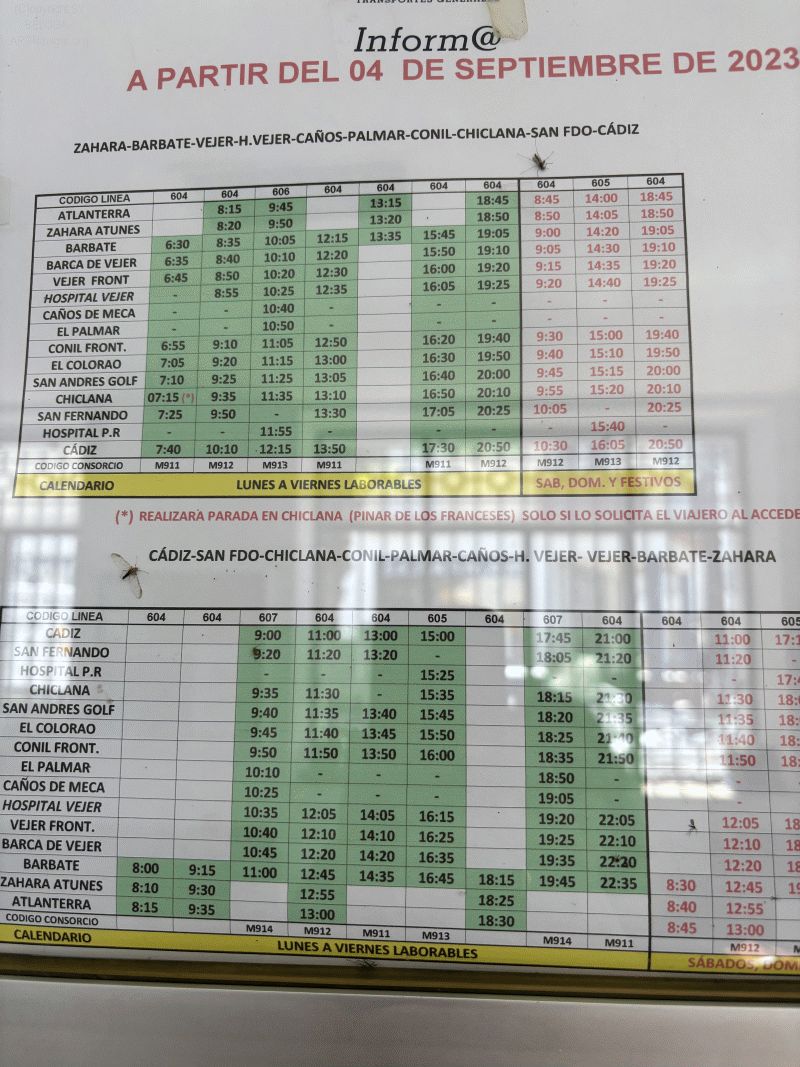 TRANSPORTES GENERALES
Inform@
A PARTIR DEL 04 DE SEPTIEMBRE DE 2023
ZAHARA-BARBATE-VEJER-H.VEJER-CAÑOS-PALMAR-CONIL-CHICLANA-SAN FDO-CÁDIZ
CODIGO LINEA 604 604 606 604 604 604 604 604 605 604
ATLANTERRA 8:15 9:45 13:15 18:45 8:45 14:00 18:45
ZAHARA ATUNES 8:20 9:50 13:20 18:50 8:50 14:05 18:50
BARBATE 6:30 8:35 10:05 12:15 13:35 15:45 19:05 9:00 14:20 19:05
BARCA DE VEJER 6:35 8:40 10:10 12:20 15:50 19:10 9:05 14:30 19:10
VEJER FRONT 6:45 8:50 10:20 12:30 16:00 19:20 9:15 14:35 19:20
HOSPITAL VEJER - 8:55 10:25 12:35 16:05 19:25 9:20 14:40 19:25
CAÑOS DE MECA - - 10:40 - - - - - -
EL PALMAR - - 10:50 - - - - - -
CONIL FRONT. 6:55 9:10 11:05 12:50 16:20 19:40 9:30 15:00 19:40
EL COLORAO 7:05 9:20 11:15 13:00 16:30 19:50 9:40 15:10 19:50
SAN ANDRES GOLF 7:10 9:25 11:25 13:05 16:40 20:00 9:45 15:15 20:00
CHICLANA 07:15 (*) 9:35 11:35 13:10 16:50 20:10 9:55 15:20 20:10
SAN FERNANDO 7:25 9:50 - 13:30 17:05 20:25 10:05 - 20:25
HOSPITAL P.R - - 11:55 - - - - 15:40 -
CÁDIZ 7:40 10:10 12:15 13:50 17:30 20:50 10:30 16:05 20:50
CODIGO CONSORCIO M911 M912 M913 M911 M911 M912 M912 M913 M912
CALENDARIO LUNES A VIERNES LABORABLES SAB, DOM. Y FESTIVOS
(*) REALIZARA PARADA EN CHICLANA (PINAR DE LOS FRANCESES) SOLO SI LO SOLICITA EL VIAJERO AL ACCEDE
CÁDIZ-SAN FDO-CHICLANA-CONIL-PALMAR-CAÑOS-H. VEJER- VEJER-BARBATE-ZAHARA
CODIGO LINEA 604 604 607 604 604 605 604 607 604 604 604 605
CADIZ 9:00 11:00 13:00 15:00 17:45 21:00 11:00 17:1
SAN FERNANDO 9:20 11:20 13:20 - 18:05 21:20 11:20 -
HOSPITAL P.R - - - 15:25 - - - 17:4
CHICLANA 9:35 11:30 - 15:35 18:15 21:30 11:30 18:0
SAN ANDRES GOLF 9:40 11:35 13:40 15:45 18:20 21:35 11:35 18:
EL COLORAO 9:45 11:40 13:45 15:50 18:25 21:40 11:40 18:
CONIL FRONT. 9:50 11:50 13:50 16:00 18:35 21:50 11:50 18:
EL PALMAR 10:10 - - - 18:50 - -
CAÑOS DE MECA 10:25 - - - 19:05 - -
HOSPITAL VEJER 10:35 12:05 14:05 16:15 19:20 22:05 12:05 18
VEJER FRONT. 10:40 12:10 14:10 16:25 19:25 22:10 12:10 18
BARCA DE VEJER 10:45 12:20 14:20 16:35 19:35 22:20 12:20 18
BARBATE 8:00 9:15 11:00 12:45 14:35 16:45 18:15 19:45 22:35 8:30 12:45 19
ZAHARA ATUNES 8:10 9:30 12:55 18:25 8:40 12:55
ATLANTERRA 8:15 9:35 13:00 18:30 8:45 13:00
CODIGO CONSORCIO M914 M912 M911 M913 M914 M911 M912 M
CALENDARIO LUNES A VIERNES LABORABLES SÁBADOS, DOM